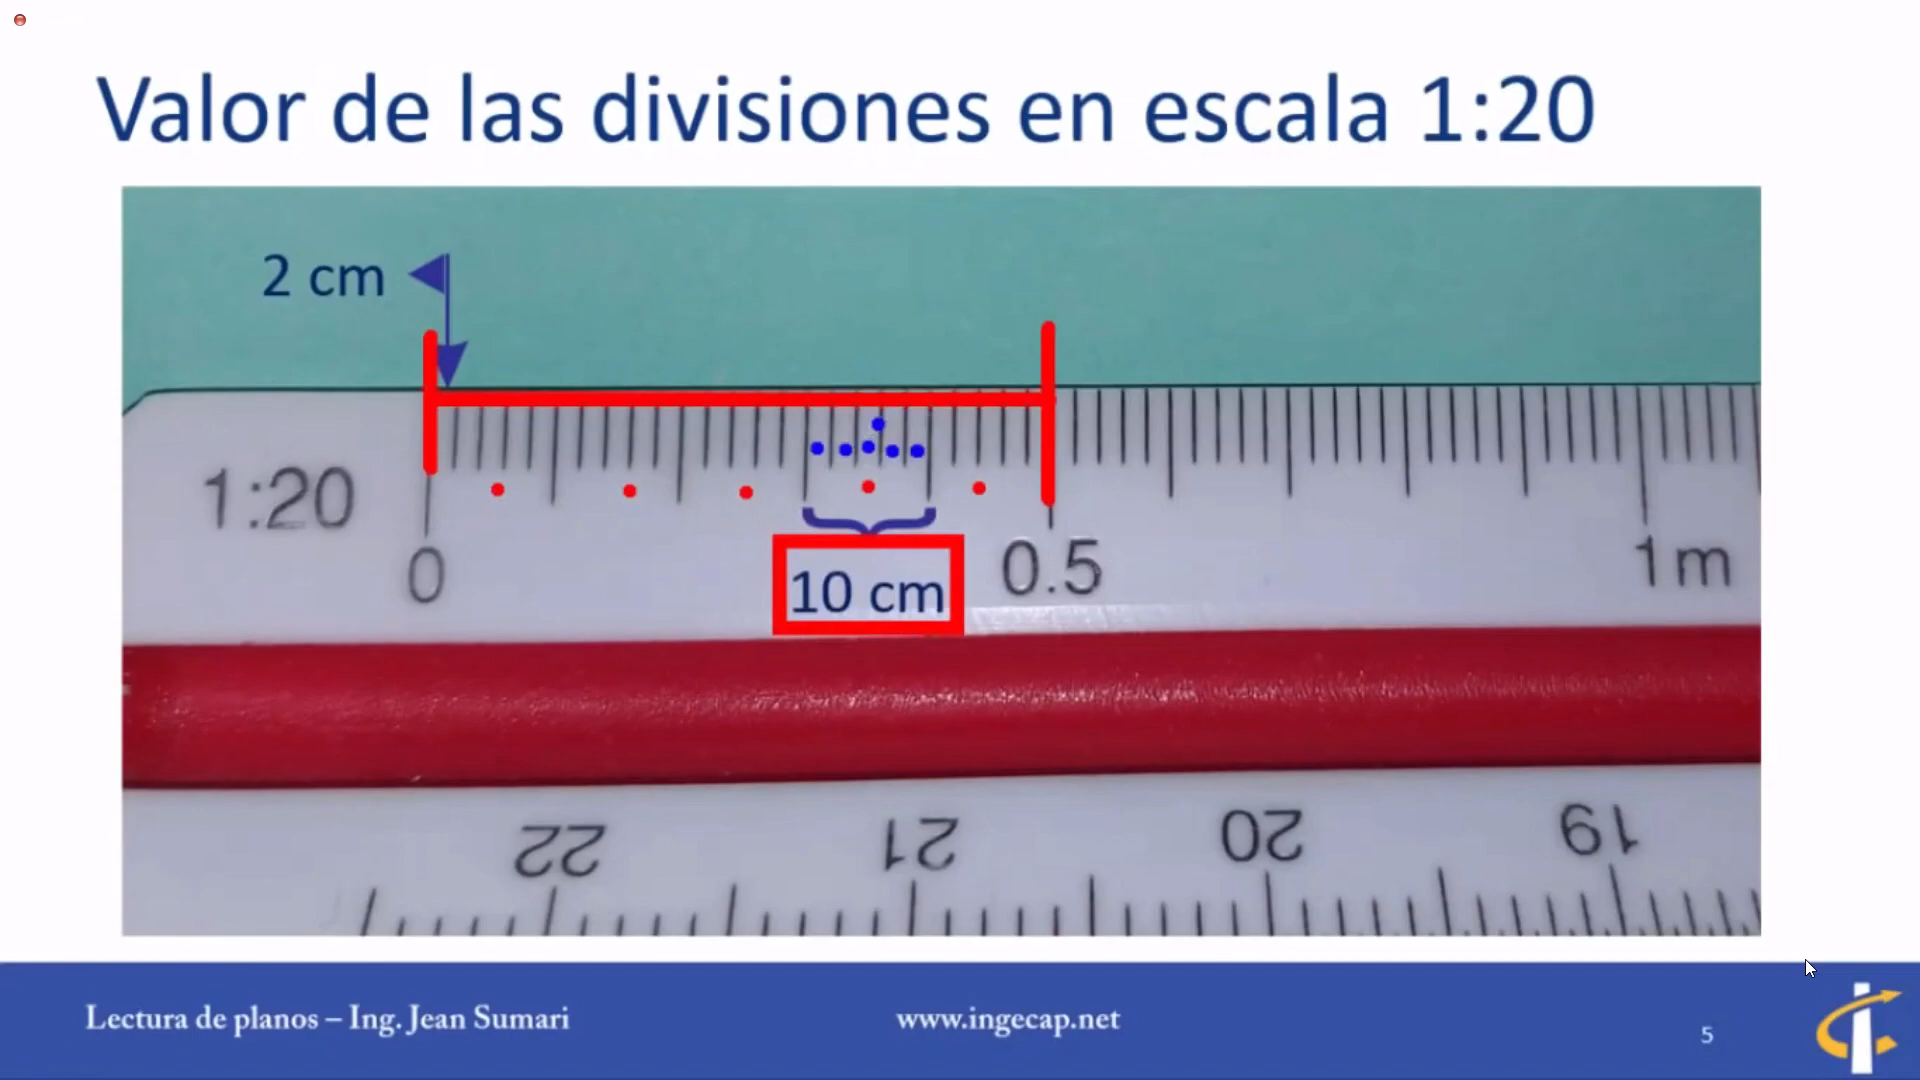 Valor de las divisiones en escala 1:20
2 cm
1:20
0
10 cm
0.5
1m
22
21
20
19
Lectura de planos – Ing. Jean Sumari
www.ingecap.net
5